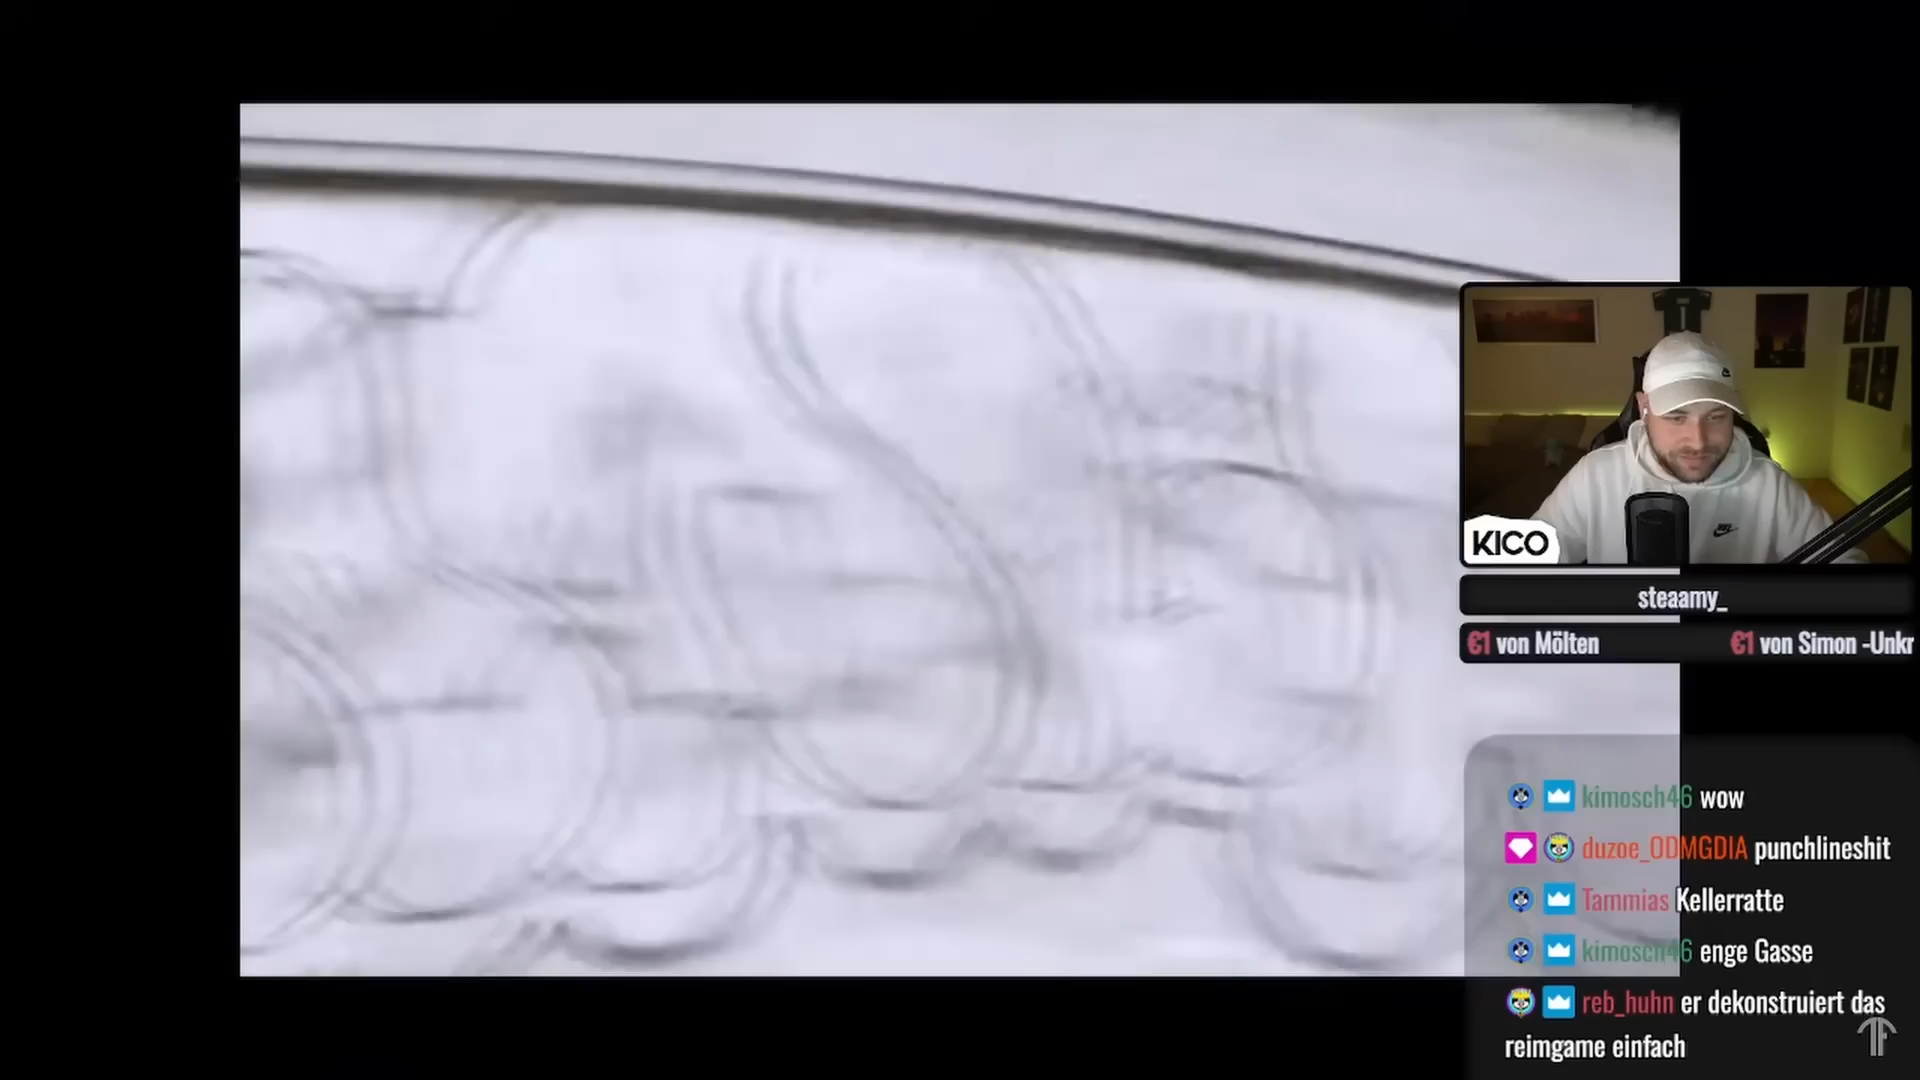 KICO
steaamy_
€1 von Mölten €1 von Simon -Unkr
kimosch46 wow
duzoe_ODMGDIA punchlineshit
Tammias Kellerratte
kimosch46 enge Gasse
reb_huhn er dekonstruiert das
reimgame einfach